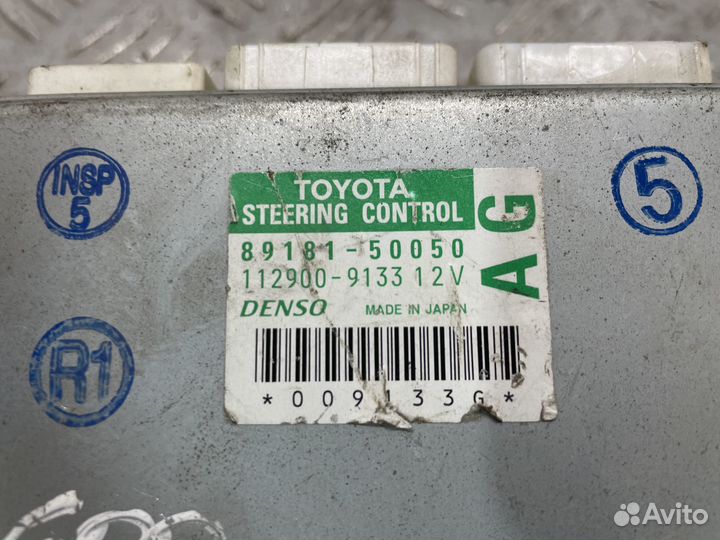 INSP
5
TOYOTA
STEERING CONTROL
89181-50050
112900-9133 12V
DENSO MADE IN JAPAN
*009133G*
AG
5
R1
Avito